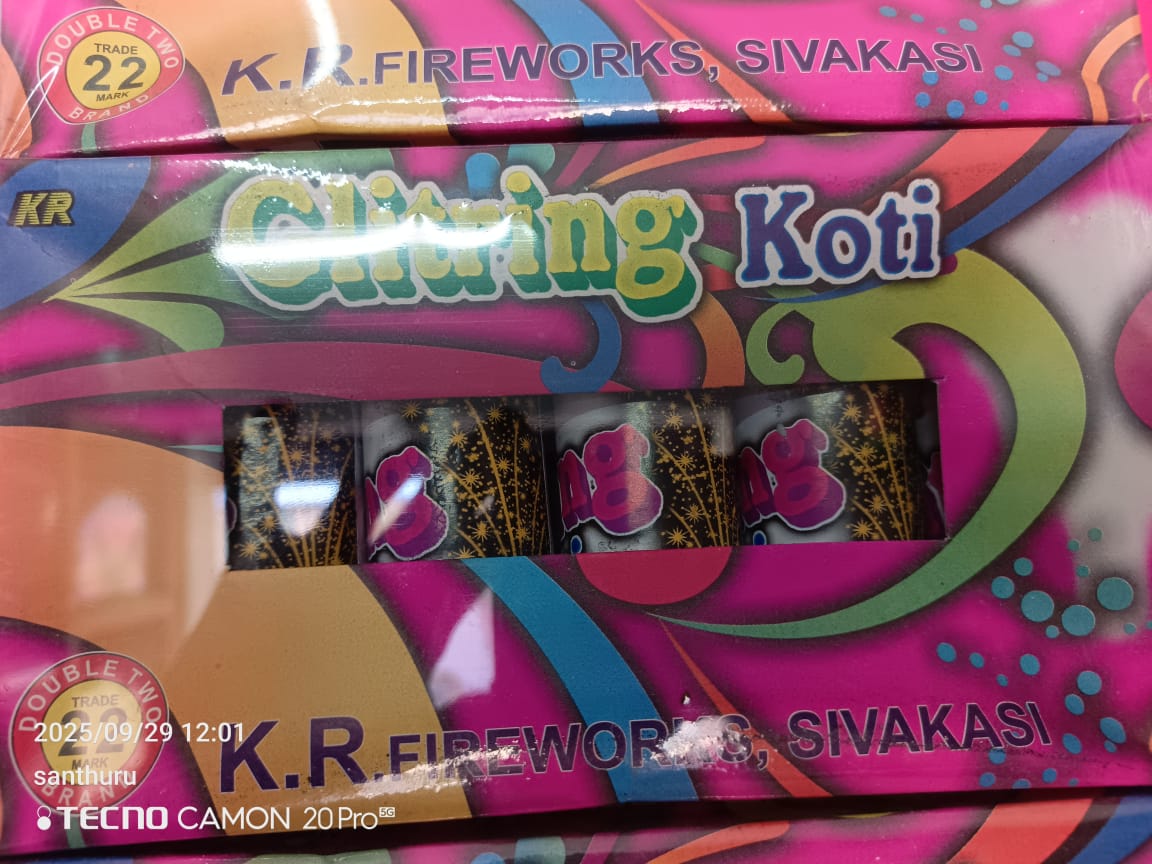 DOUBLE TWO
TRADE
22
MARK
BRAND
K.R.FIREWORKS, SIVAKASI
KR
Glitring Koti
ng
ng
ng
DOUBLE TWO
TRADE
22
MARK
BRAND
K.R.FIREWORKS, SIVAKASI
2025/09/29 12:01
santhuru
TECNO CAMON 20 Pro 5G